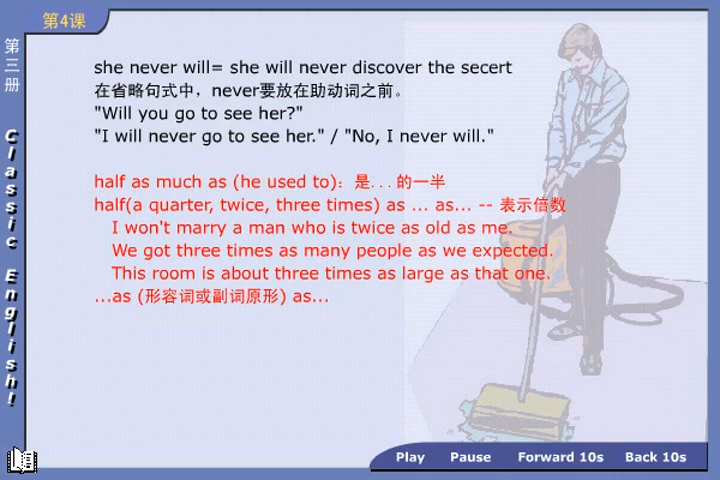 第4课
第三册
Classic English!
she never will= she will never discover the secert
在省略句式中，never要放在助动词之前。
"Will you go to see her?"
"I will never go to see her." / "No, I never will."
half as much as (he used to)：是...的一半
half(a quarter, twice, three times) as ... as... -- 表示倍数
I won't marry a man who is twice as old as me.
We got three times as many people as we expected.
This room is about three times as large as that one.
...as (形容词或副词原形) as...
Play Pause Forward 10s Back 10s